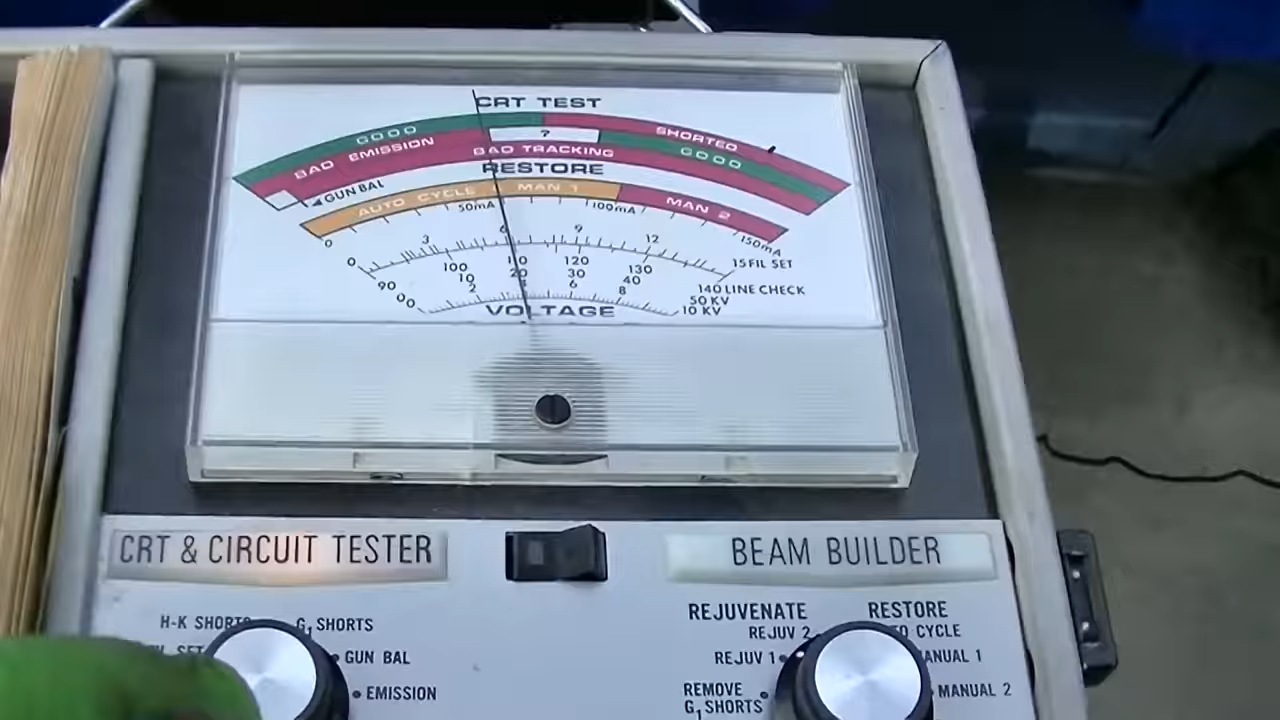 CRT TEST
GOOD
SHORTED
BAD EMISSION
?
BAD TRACKING
GOOD
GUN BAL
RESTORE
AUTO CYCLE
MAN 1
MAN 2
0
50mA
100mA
150mA
0
3
6
9
12
15 FIL SET
90
100
120
130
140 LINE CHECK
10
20
30
40
50 KV
2
6
8
10 KV
VOLTAGE
CRT & CIRCUIT TESTER
BEAM BUILDER
H-K SHORTS
G1 SHORTS
GUN BAL
EMISSION
REJUVENATE
RESTORE
REJUV 2
CYCLE
REJUV 1
MANUAL 1
REMOVE
G1 SHORTS
MANUAL 2